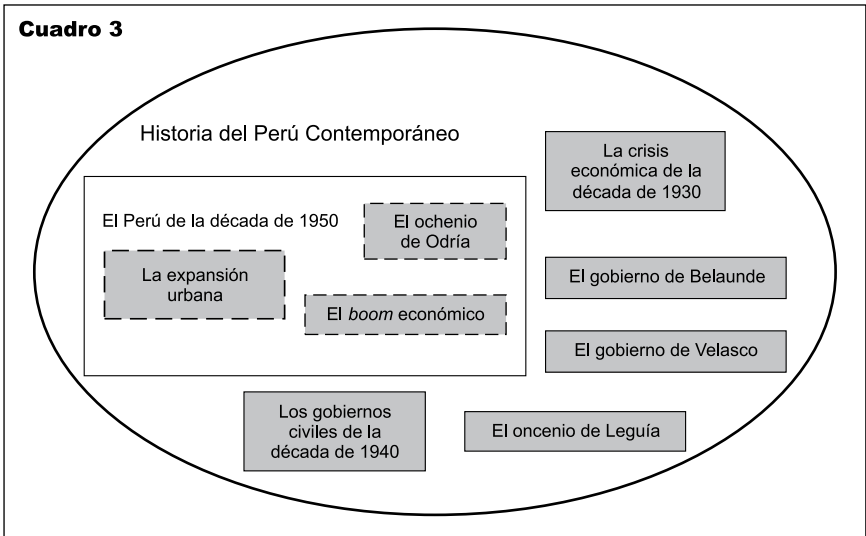 Cuadro 3
Historia del Perú Contemporáneo
La crisis
económica de la
década de 1930
El Perú de la década de 1950
El ochenio
de Odría
La expansión
urbana
El boom económico
El gobierno de Belaunde
El gobierno de Velasco
Los gobiernos
civiles de la
década de 1940
El oncenio de Leguía